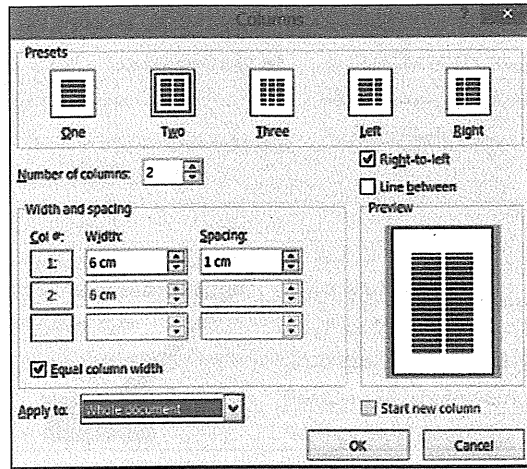 Columns
Presets
One Two Three Left Right
Number of columns: 2
Right-to-left
Line between
Width and spacing
Col #: Width: Spacing:
1: 6 cm 1 cm
2: 6 cm
Equal column width
Preview
Apply to: Whole document
Start new column
OK Cancel